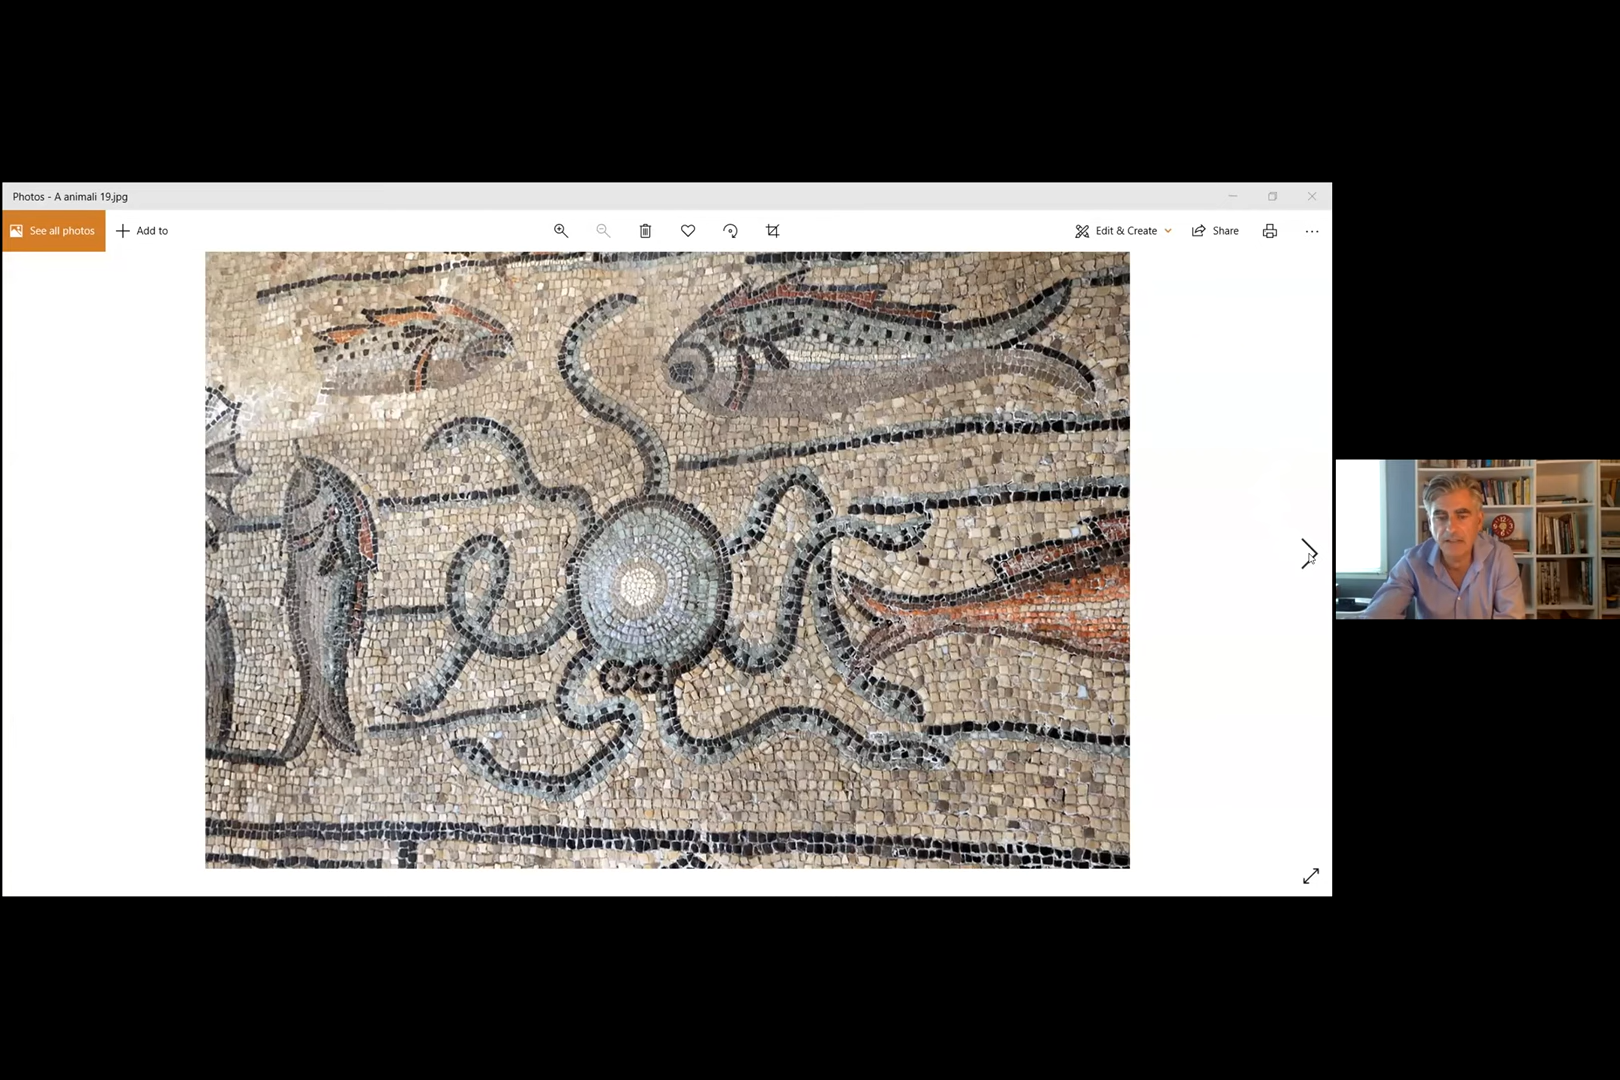 Photos - A animali 19.jpg
See all photos
Add to
Edit & Create
Share